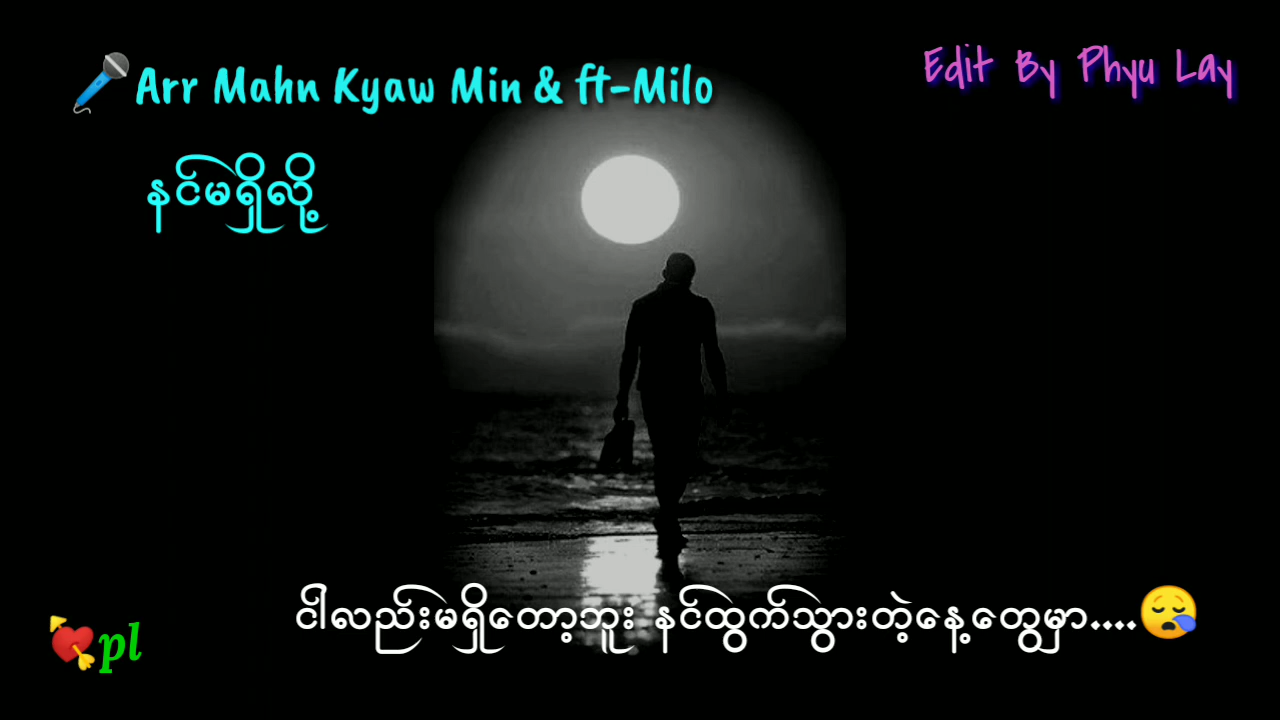 🎤Arr Mahn Kyaw Min & ft-Milo
Edit By Phyu Lay
နင်မရှိလို့
ငါလည်းမရှိတော့ဘူး နင်ထွက်သွားတဲ့နေ့တွေမှာ....😪
💘pl